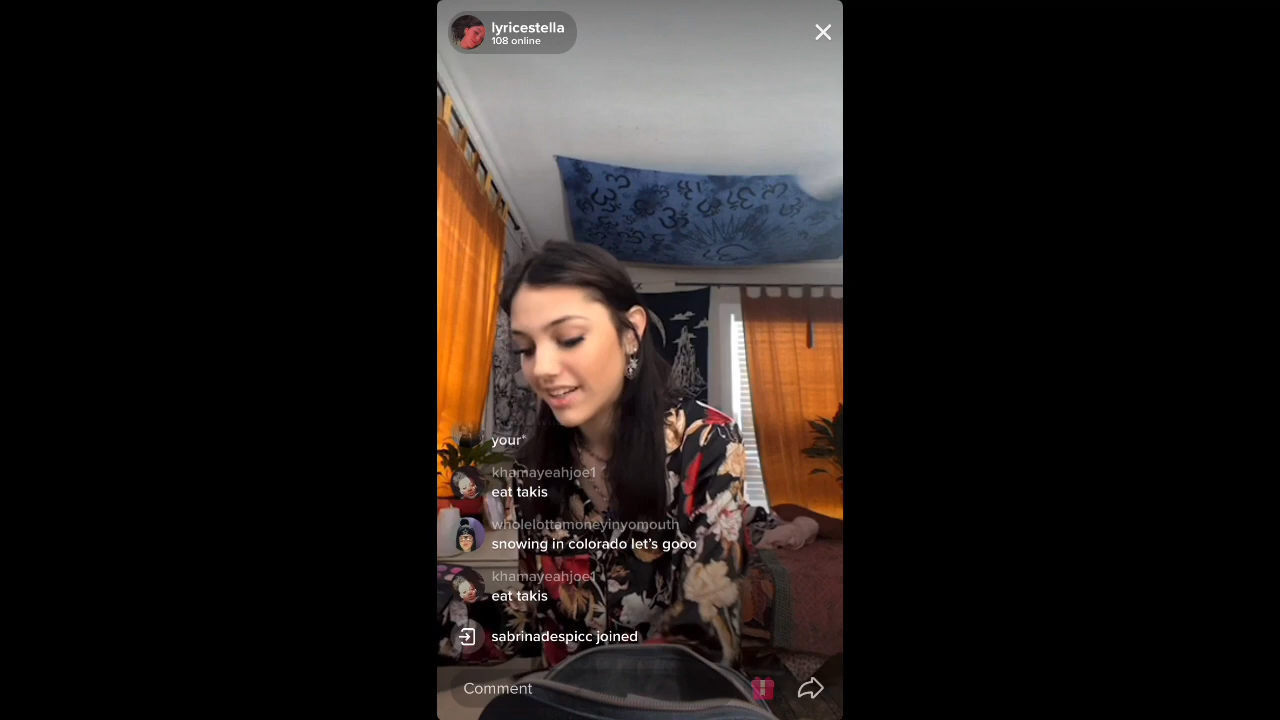 lyricestella
108 online
your*
khamayeahjoe1
eat takis
wholelottamoneyinyomouth
snowing in colorado let's gooo
khamayeahjoe1
eat takis
sabrinadespicc joined
Comment